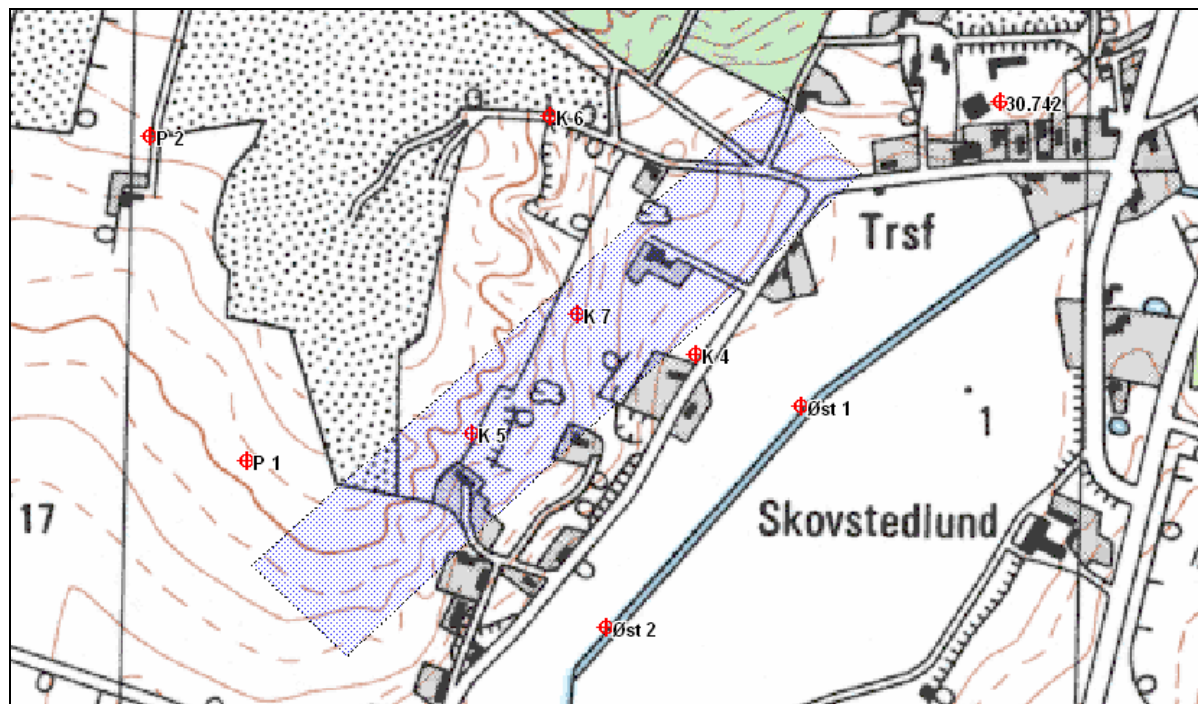 K 6
30.742
P 2
Trsf
K 7
K 4
Øst 1
1
K 5
P 1
17
Skovstedlund
Øst 2